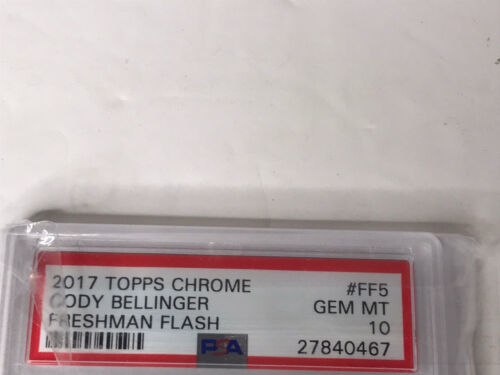 2017 TOPPS CHROME #FF5
CODY BELLINGER GEM MT
FRESHMAN FLASH 10
PSA 27840467